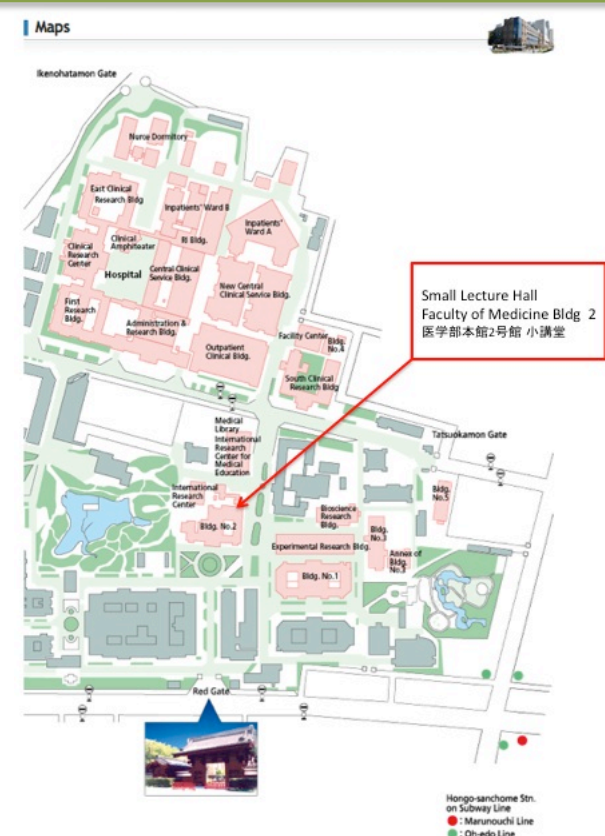 Maps
Ikenohatamon Gate
Nurce Dormitory
East Clinical
Research Bldg
Inpatients' Ward B
Inpatients'
Ward A
Clinical
Amphiteater
RI Bldg.
Clinical
Research
Center
Hospital
Central Clinical
Service Bldg.
New Central
Clinical Service Bldg.
First
Research
Bldg.
Administration &
Research Bldg.
Outpatient
Clinical Bldg.
Facility Center
Bldg.
No.4
South Clinical
Research Bldg
Small Lecture Hall
Faculty of Medicine Bldg 2
医学部本館2号館 小講堂
Medical
Library
International
Research
Center for
Medical
Education
Tatsuokamon Gate
International
Research
Center
Bldg. No.2
Bioscience
Research
Bldg.
Bldg.
No.5
Bldg.
No.3
Experimental Research Bldg.
Annex of
Bldg.
No.3
Bldg. No.1
Red Gate
Hongo-sanchome Stn.
on Subway Line
: Marunouchi Line
: Oh-edo Line